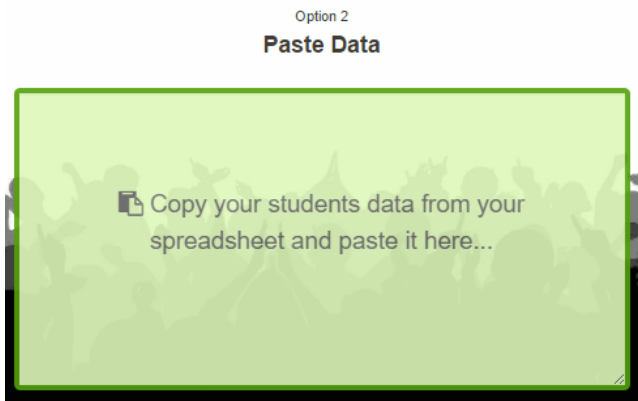 Option 2
Paste Data
Copy your students data from your
spreadsheet and paste it here...